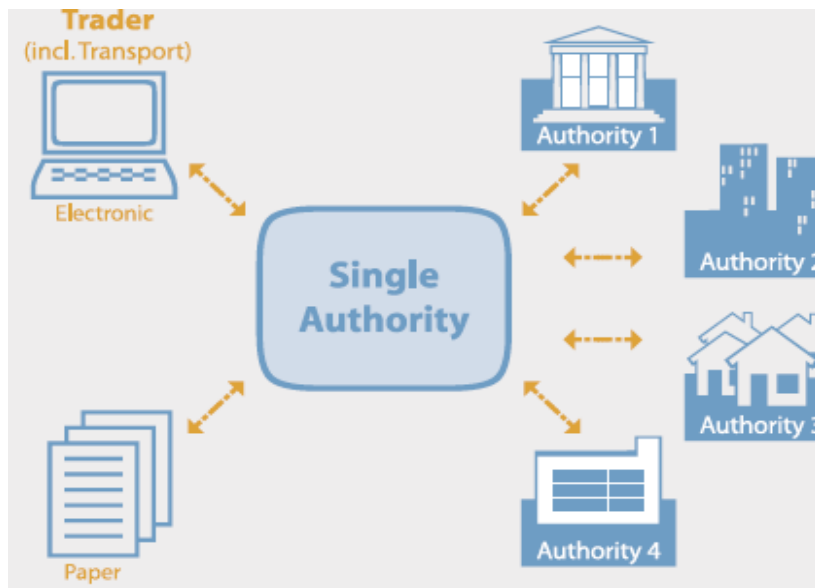 Trader
(incl. Transport)
Electronic
Paper
Single
Authority
Authority 1
Authority 2
Authority 3
Authority 4